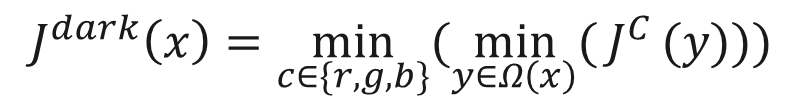 J^{dark}(x) = \min_{c∈{r,g,b}} ( \min_{y∈Ω(x)} (J^{C} (y)))